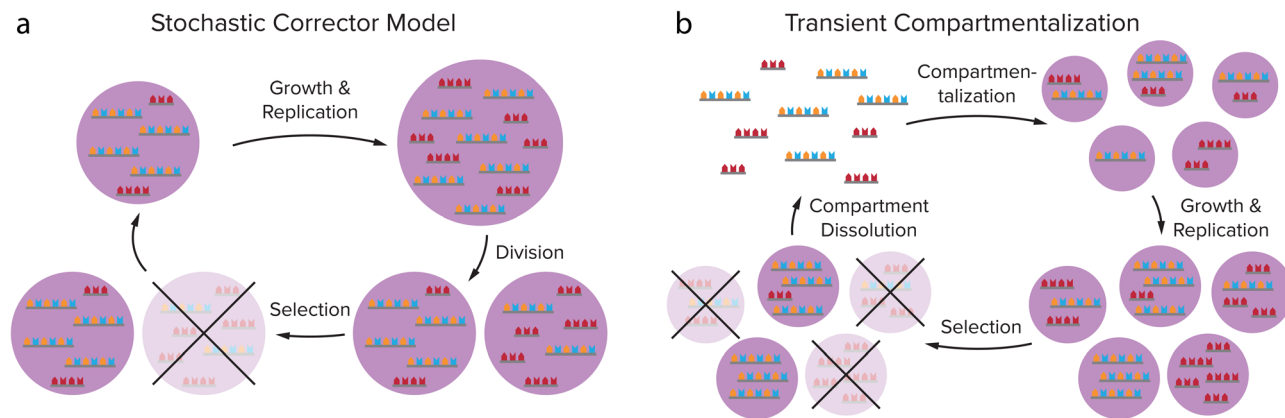 a
Stochastic Corrector Model
Growth &
Replication
Division
Selection
b
Transient Compartmentalization
Compartmen-
talization
Growth &
Replication
Selection
Compartment
Dissolution